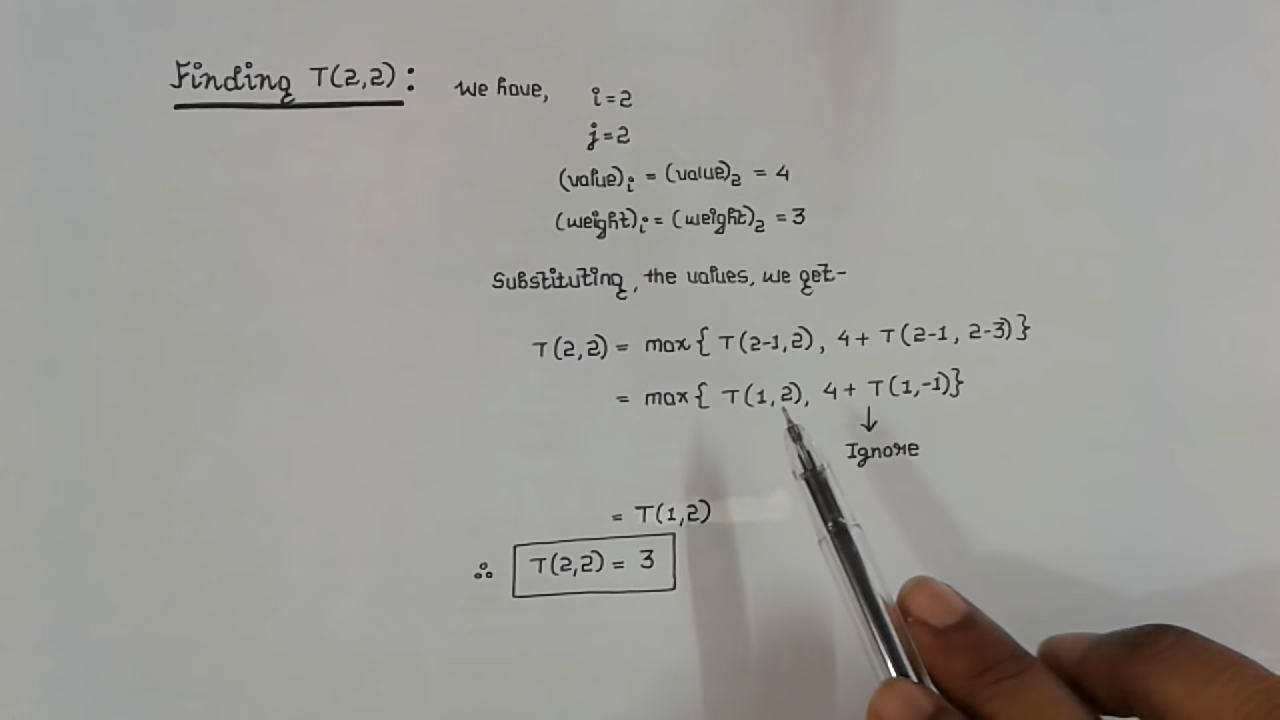 Finding T(2,2): We have, i=2
j=2
(value)i = (value)2 = 4
(weight)i = (weight)2 = 3
Substituting, the values, we get-
T(2,2) = max{ T(2-1,2), 4+ T(2-1, 2-3)}
= max{ T(1,2), 4+ T(1,-1)}
↓
Ignore
= T(1,2)
∴ T(2,2) = 3